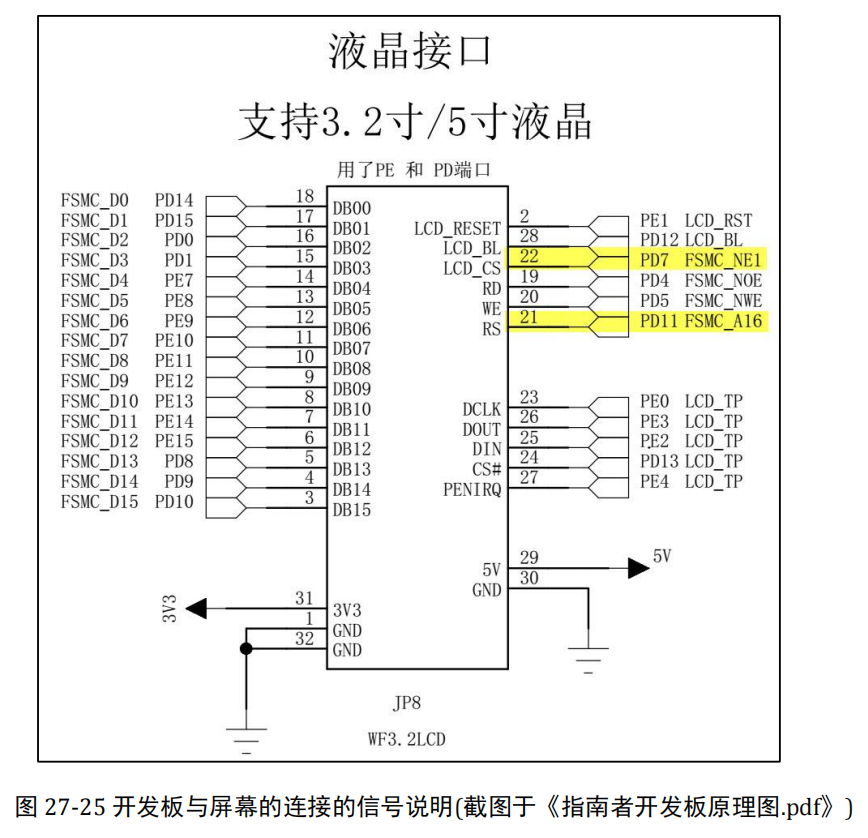 液晶接口
支持3.2寸/5寸液晶
用了PE 和 PD端口
FSMC_D0 PD14 18 DB00
FSMC_D1 PD15 17 DB01
FSMC_D2 PD0 16 DB02
FSMC_D3 PD1 15 DB03
FSMC_D4 PE7 14 DB04
FSMC_D5 PE8 13 DB05
FSMC_D6 PE9 12 DB06
FSMC_D7 PE10 11 DB07
FSMC_D8 PE11 10 DB08
FSMC_D9 PE12 9 DB09
FSMC_D10 PE13 8 DB10
FSMC_D11 PE14 7 DB11
FSMC_D12 PE15 6 DB12
FSMC_D13 PD8 5 DB13
FSMC_D14 PD9 4 DB14
FSMC_D15 PD10 3 DB15
3V3 31 3V3
1 GND
32 GND
LCD_RESET 2 PE1 LCD_RST
LCD_BL 28 PD12 LCD_BL
LCD_CS 22 PD7 FSMC_NE1
RD 19 PD4 FSMC_NOE
WE 20 PD5 FSMC_NWE
RS 21 PD11 FSMC_A16
DCLK 23 PE0 LCD_TP
DOUT 26 PE3 LCD_TP
DIN 25 PE2 LCD_TP
CS# 24 PD13 LCD_TP
PENIRQ 27 PE4 LCD_TP
5V 29 5V
GND 30
JP8
WF3.2LCD
图 27-25 开发板与屏幕的连接的信号说明(截图于《指南者开发板原理图.pdf》)